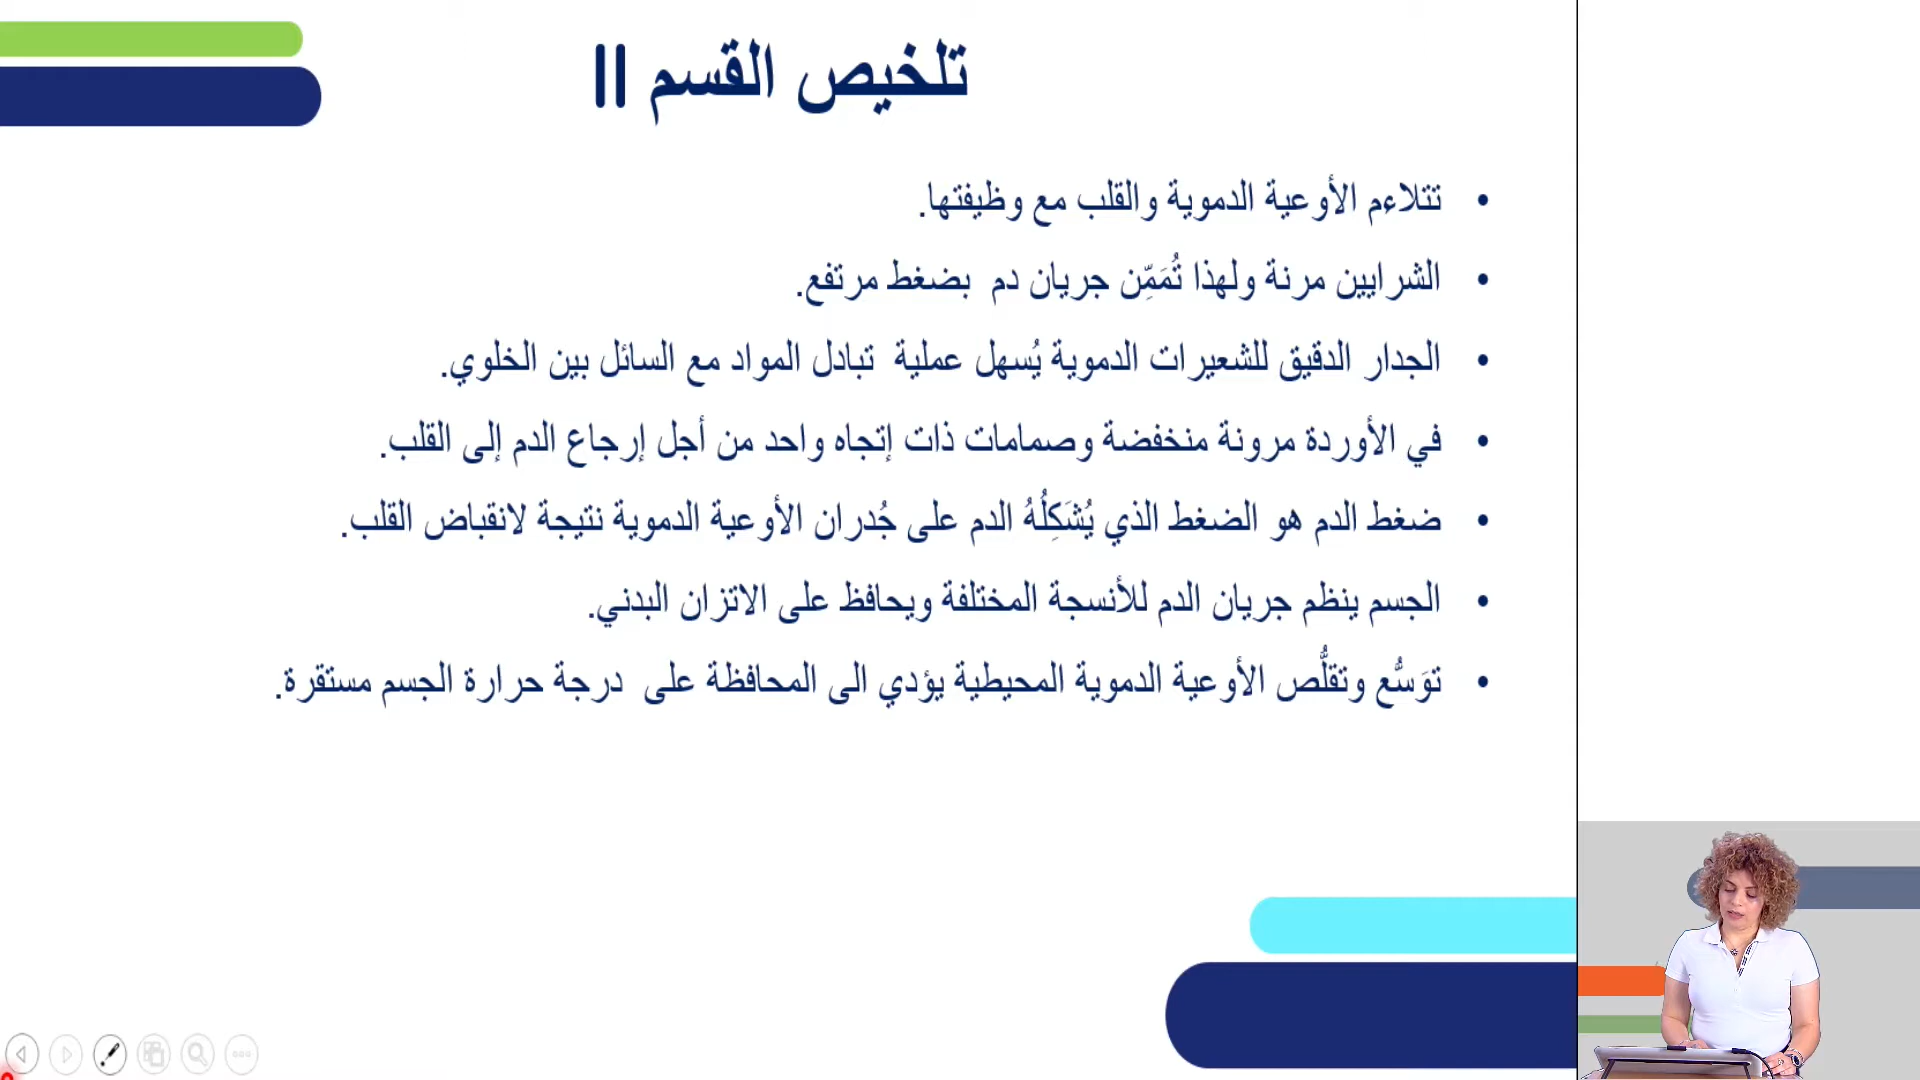 تلخيص القسم II
• تتلاءم الأوعية الدموية والقلب مع وظيفتها.
• الشرايين مرنة ولهذا تُمَمِّن جريان دم بضغط مرتفع.
• الجدار الدقيق للشعيرات الدموية يُسهل عملية تبادل المواد مع السائل بين الخلوي.
• في الأوردة مرونة منخفضة وصمامات ذات إتجاه واحد من أجل إرجاع الدم إلى القلب.
• ضغط الدم هو الضغط الذي يُشَكِلُهُ الدم على جُدران الأوعية الدموية نتيجة لانقباض القلب.
• الجسم ينظم جريان الدم للأنسجة المختلفة ويحافظ على الاتزان البدني.
• توَسُّع وتقلُّص الأوعية الدموية المحيطية يؤدي الى المحافظة على درجة حرارة الجسم مستقرة.